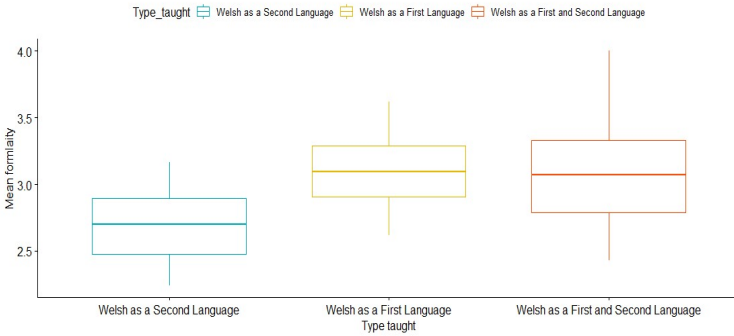 Type_taught Welsh as a Second Language Welsh as a First Language Welsh as a First and Second Language
4.0
3.5
3.0
2.5
Mean formlaity
Welsh as a Second Language Welsh as a First Language Welsh as a First and Second Language
Type taught